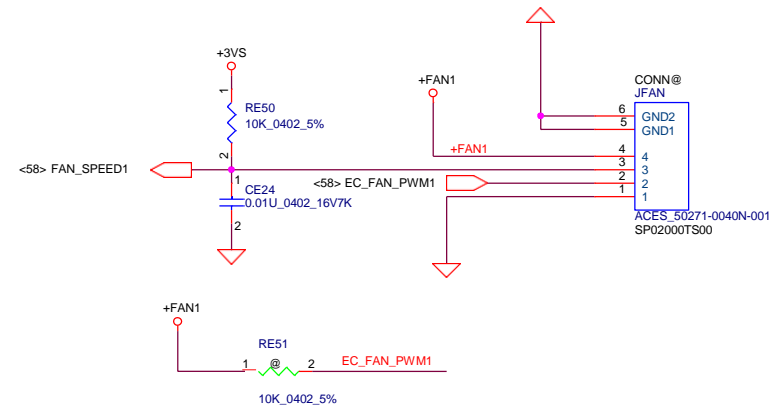 +3VS
1
RE50
10K_0402_5%
2
<58> FAN_SPEED1
1
CE24
0.01U_0402_16V7K
2
+FAN1
+FAN1
<58> EC_FAN_PWM1
CONN@
JFAN
6 GND2
5 GND1
4 4
3 3
2 2
1 1
ACES_50271-0040N-001
SP02000TS00
+FAN1
RE51
1 @ 2 EC_FAN_PWM1
10K_0402_5%